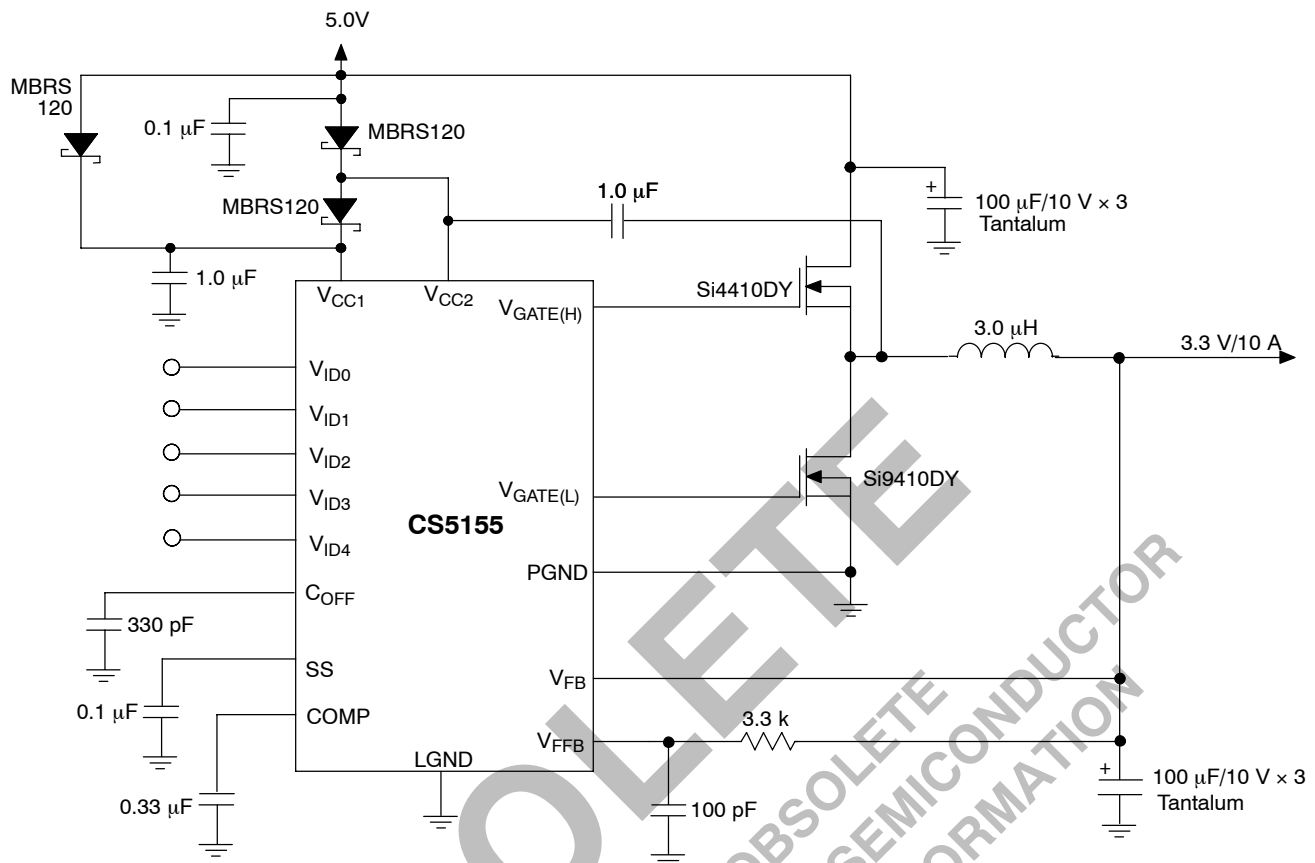 5.0V
MBRS
120
0.1 μF
MBRS120
MBRS120
1.0 μF
1.0 μF
+
100 μF/10 V × 3
Tantalum
VCC1
VCC2
VGATE(H)
Si4410DY
3.0 μH
3.3 V/10 A
VID0
VID1
VID2
VID3
VID4
VGATE(L)
Si9410DY
CS5155
PGND
COFF
330 pF
SS
0.1 μF
COMP
0.33 μF
LGND
VFB
VFFB
3.3 k
100 pF
+
100 μF/10 V × 3
Tantalum
OLETE
OBSOLETE
SEMICONDUCTOR
ORMATION